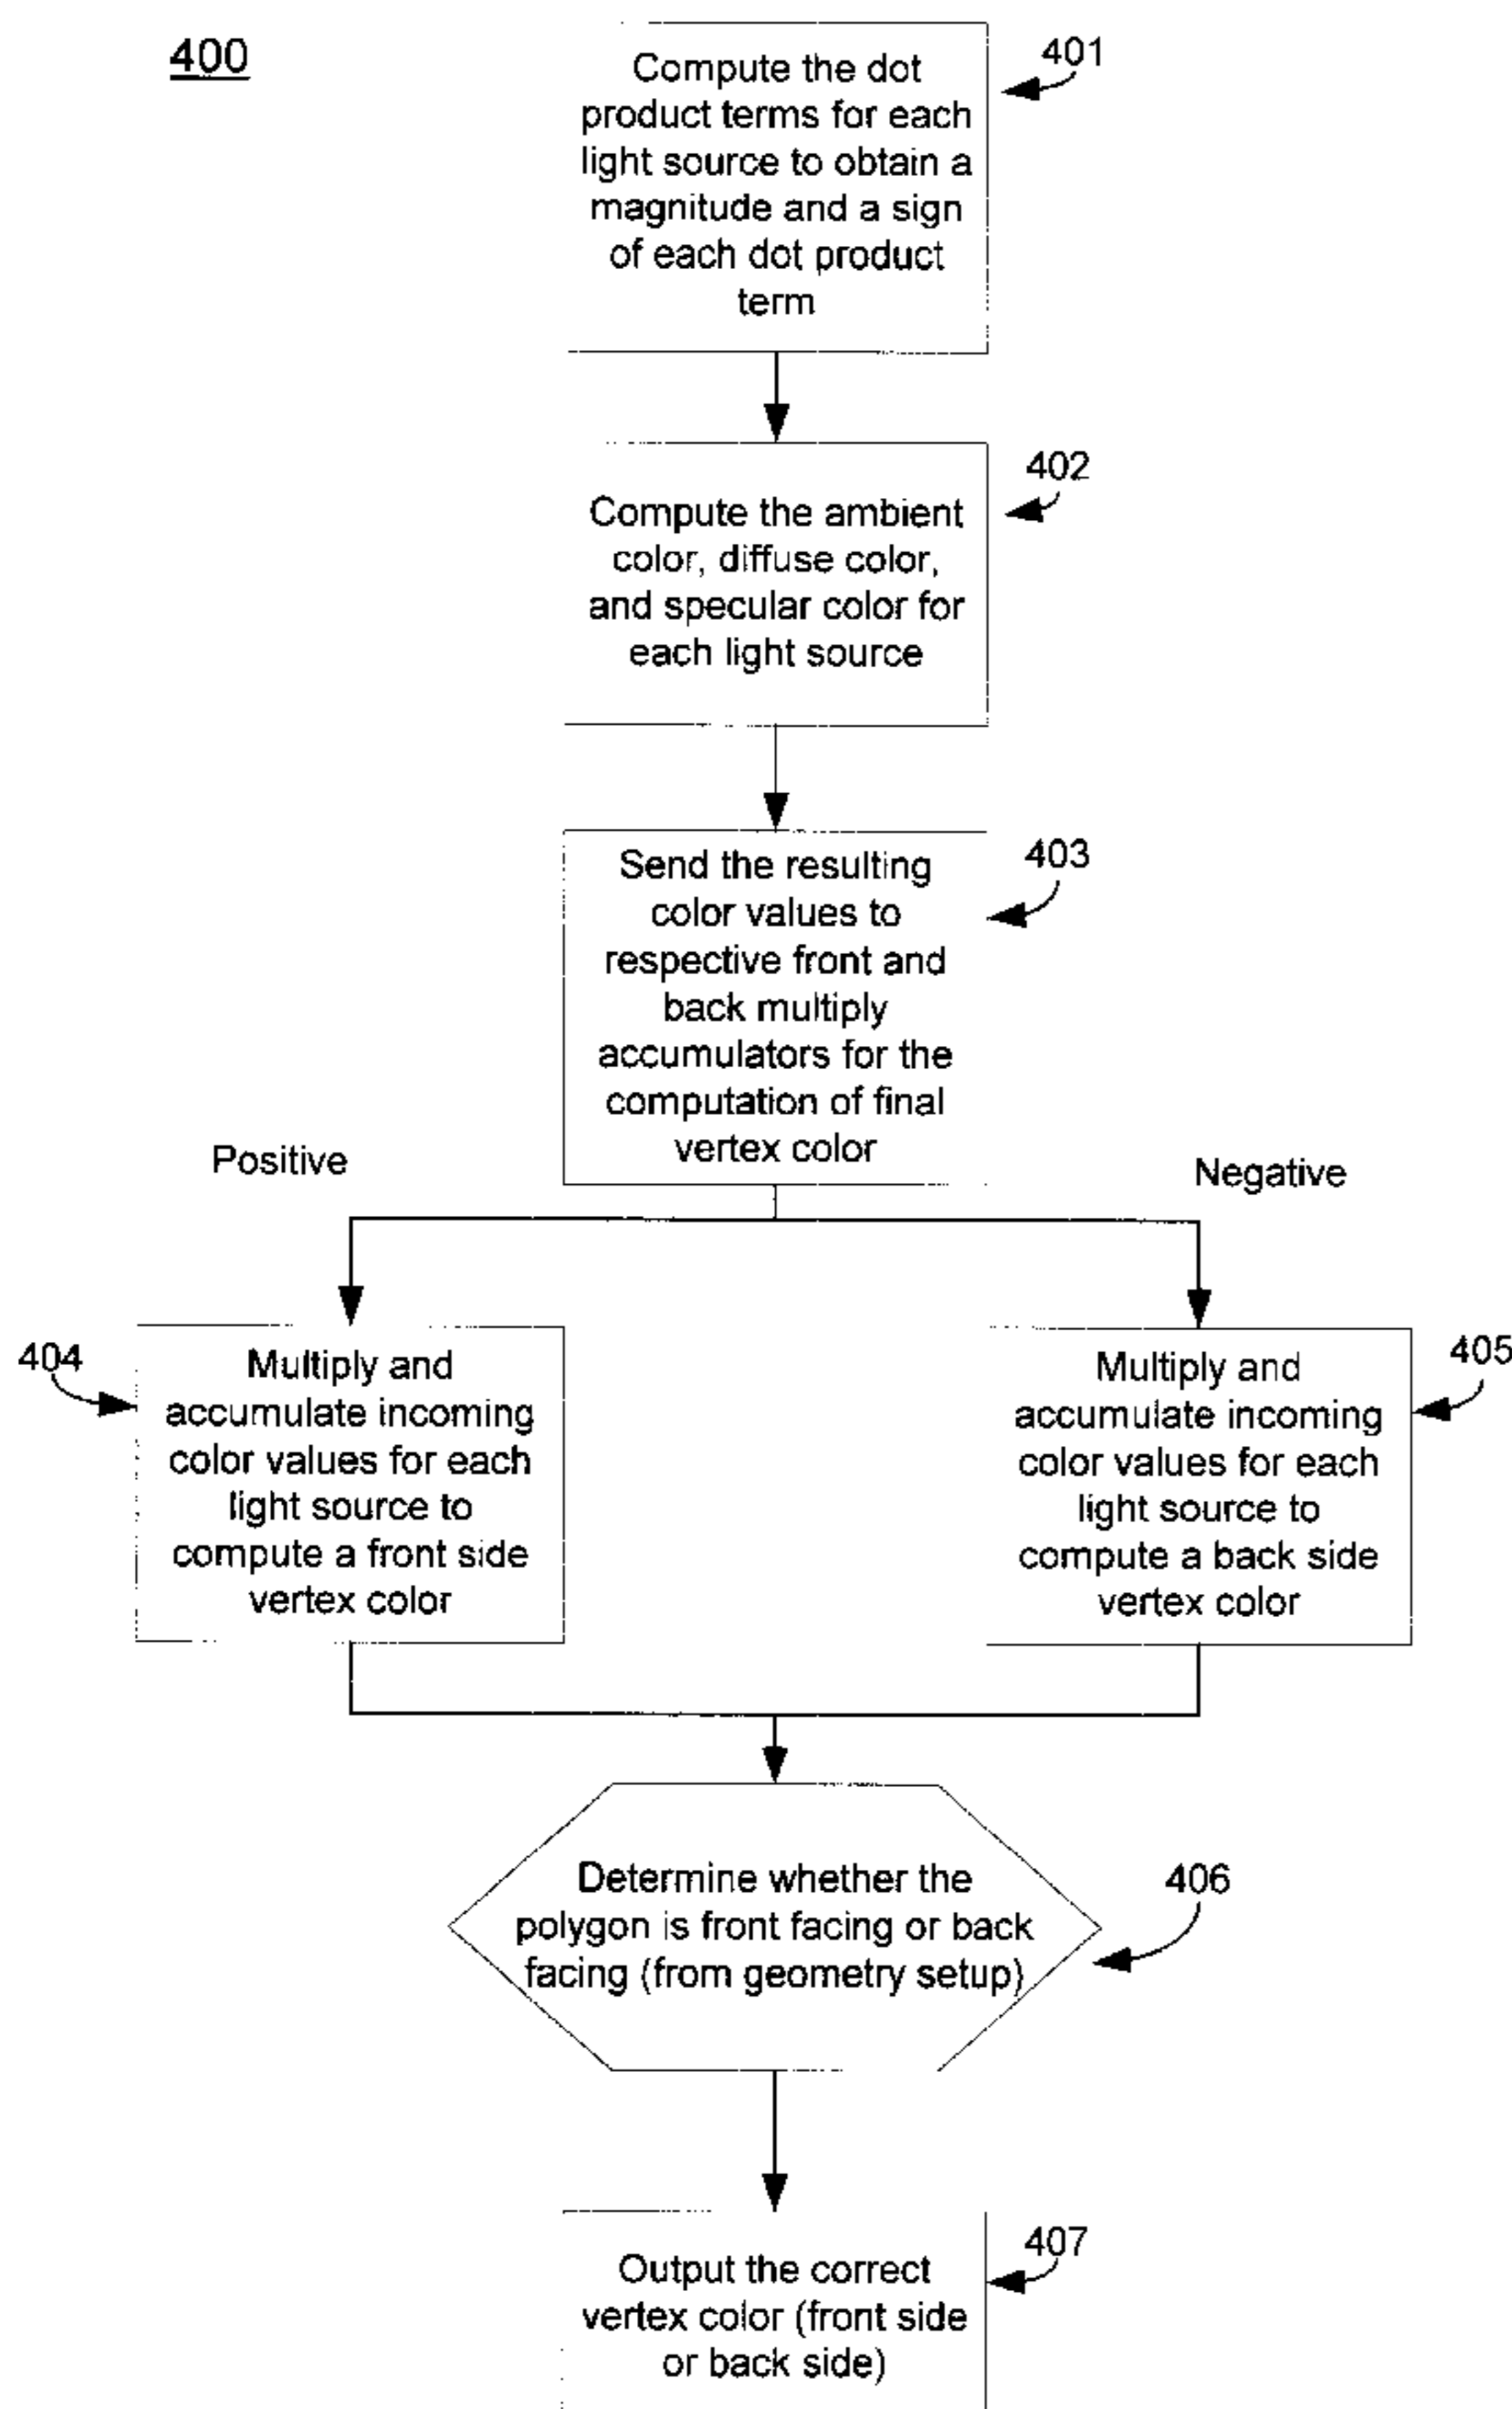 400
401
Compute the dot
product terms for each
light source to obtain a
magnitude and a sign
of each dot product
term
402
Compute the ambient
color, diffuse color,
and specular color for
each light source
403
Send the resulting
color values to
respective front and
back multiply
accumulators for the
computation of final
vertex color
Positive
Negative
404
Multiply and
accumulate incoming
color values for each
light source to
compute a front side
vertex color
405
Multiply and
accumulate incoming
color values for each
light source to
compute a back side
vertex color
406
Determine whether the
polygon is front facing or back
facing (from geometry setup)
407
Output the correct
vertex color (front side
or back side)